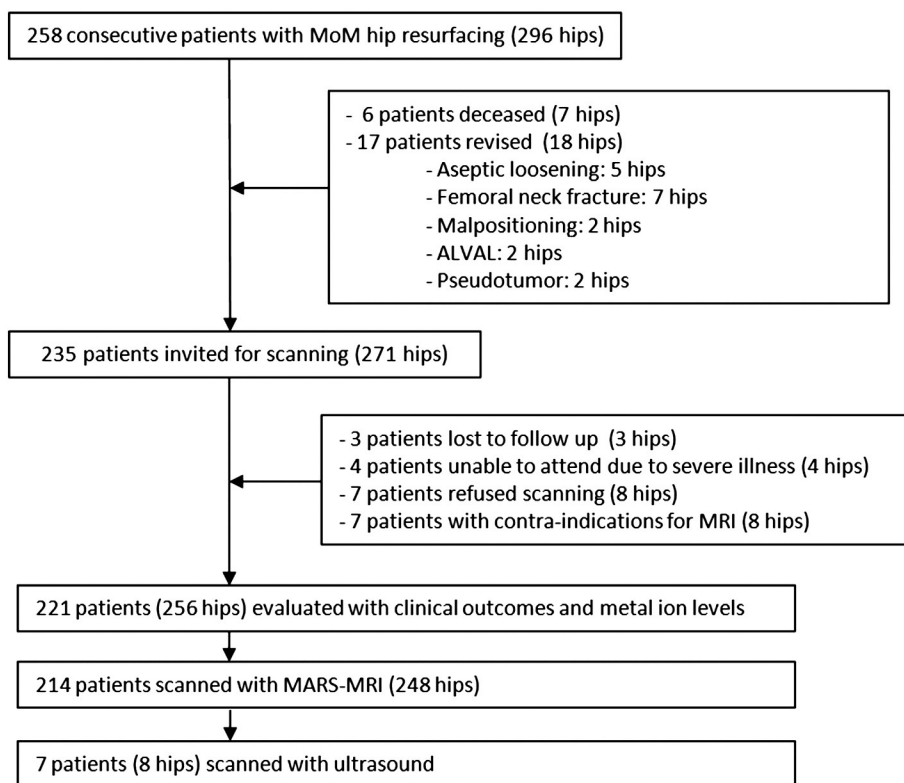 258 consecutive patients with MoM hip resurfacing (296 hips)
- 6 patients deceased (7 hips)
- 17 patients revised (18 hips)
- Aseptic loosening: 5 hips
- Femoral neck fracture: 7 hips
- Malpositioning: 2 hips
- ALVAL: 2 hips
- Pseudotumor: 2 hips
235 patients invited for scanning (271 hips)
- 3 patients lost to follow up (3 hips)
- 4 patients unable to attend due to severe illness (4 hips)
- 7 patients refused scanning (8 hips)
- 7 patients with contra-indications for MRI (8 hips)
221 patients (256 hips) evaluated with clinical outcomes and metal ion levels
214 patients scanned with MARS-MRI (248 hips)
7 patients (8 hips) scanned with ultrasound